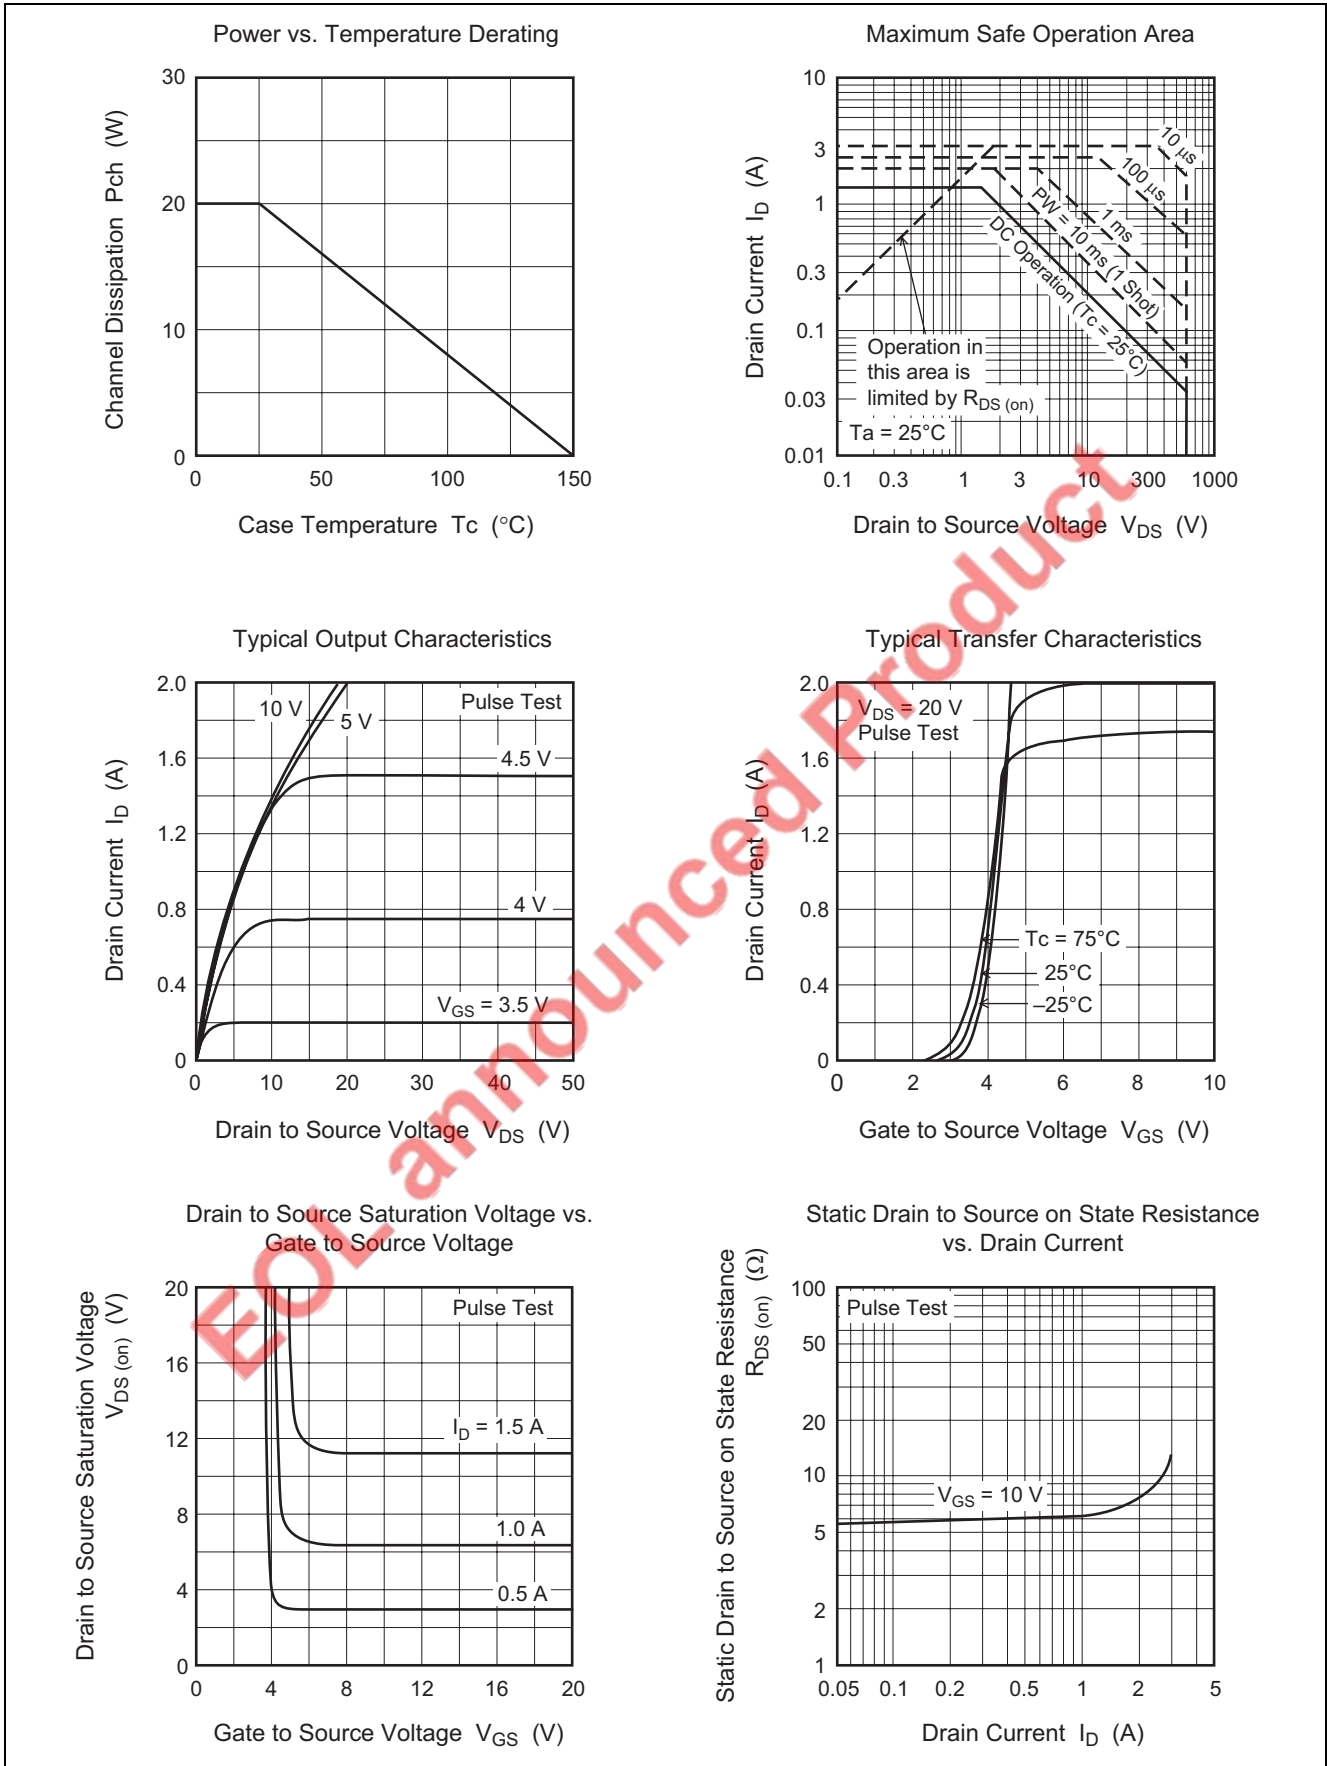 Power vs. Temperature Derating
30
20
10
0
0 50 100 150
Channel Dissipation Pch (W)
Case Temperature Tc (°C)
Maximum Safe Operation Area
10
3
1
0.3
0.1
0.03
0.01
0.1 0.3 1 3 10 300 1000
Drain Current ID (A)
10 μs
100 μs
1 ms
PW = 10 ms (1 Shot)
DC Operation (Tc = 25°C)
Operation in
this area is
limited by RDS (on)
Ta = 25°C
Drain to Source Voltage VDS (V)
Typical Output Characteristics
2.0
1.6
1.2
0.8
0.4
0
0 10 20 30 40 50
Drain Current ID (A)
10 V
5 V
Pulse Test
4.5 V
4 V
VGS = 3.5 V
Drain to Source Voltage VDS (V)
Typical Transfer Characteristics
2.0
1.6
1.2
0.8
0.4
0
0 2 4 6 8 10
Drain Current ID (A)
VDS = 20 V
Pulse Test
Tc = 75°C
25°C
–25°C
Gate to Source Voltage VGS (V)
Drain to Source Saturation Voltage vs.
Gate to Source Voltage
20
16
12
8
4
0
0 4 8 12 16 20
Drain to Source Saturation Voltage
VDS (on) (V)
Pulse Test
ID = 1.5 A
1.0 A
0.5 A
Gate to Source Voltage VGS (V)
Static Drain to Source on State Resistance
vs. Drain Current
100
50
20
10
5
2
1
0.05 0.1 0.2 0.5 1 2 5
Static Drain to Source on State Resistance
RDS (on) (Ω)
Pulse Test
VGS = 10 V
Drain Current ID (A)
EOL announced Product